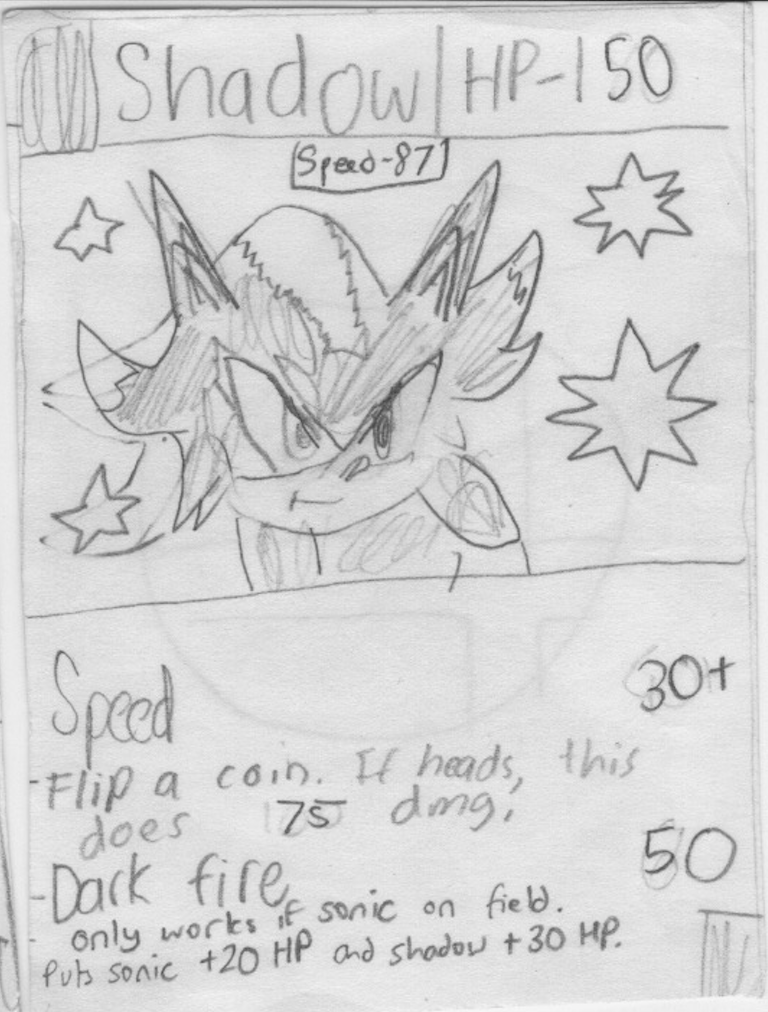 Shadow HP-150
Speed-87
Speed 30+
-Flip a coin. If heads, this
does 75 dmg.
-Dark fire 50
only works if sonic on field.
Puts sonic +20 HP and shadow +30 HP.